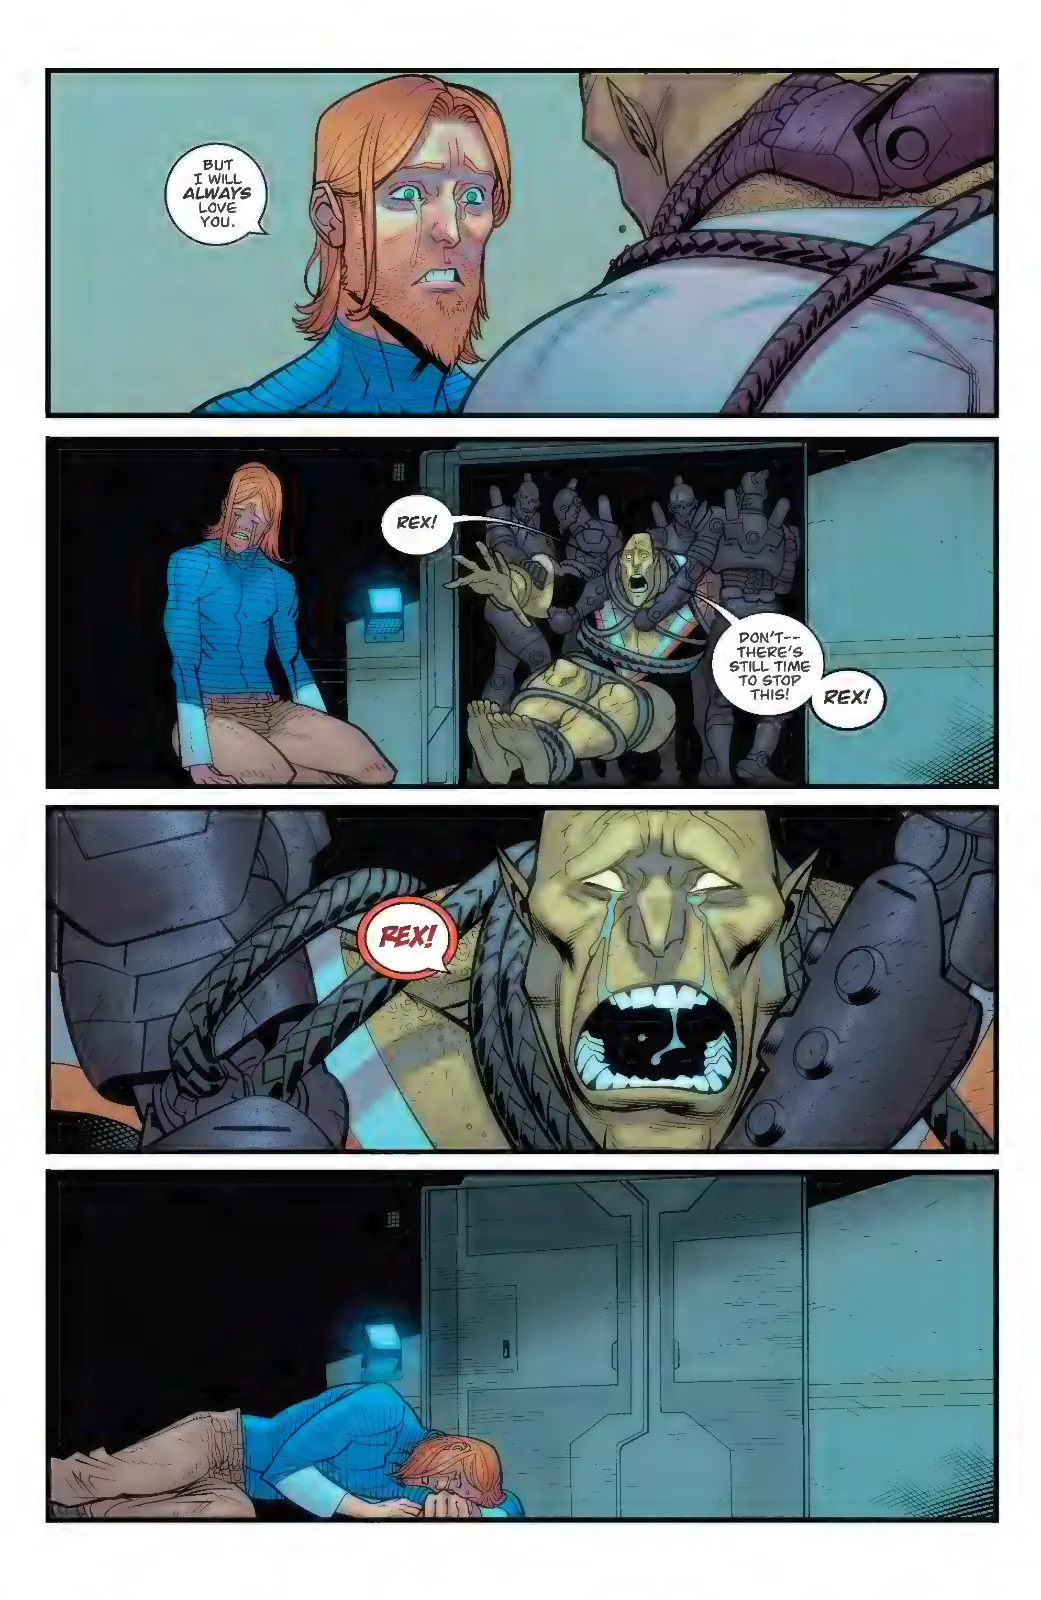 BUT
I WILL
ALWAYS
LOVE
YOU.
REX!
DON'T--
THERE'S
STILL TIME
TO STOP
THIS!
REX!
REX!